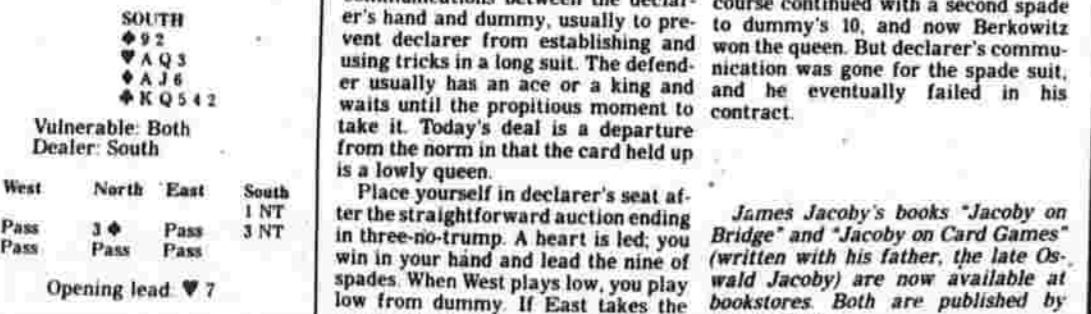 SOUTH
♠ 9 2
♥ A Q 3
♦ A J 6
♣ K Q 5 4 2
Vulnerable: Both
Dealer: South
West North East South
1 NT
Pass 3 ♠ Pass 3 NT
Pass Pass Pass
Opening lead: ♥ 7
communications between the declar-
er's hand and dummy, usually to pre-
vent declarer from establishing and
using tricks in a long suit. The defend-
er usually has an ace or a king and
waits until the propitious moment to
take it. Today's deal is a departure
from the norm in that the card held up
is a lowly queen.
Place yourself in declarer's seat af-
ter the straightforward auction ending
in three-no-trump. A heart is led; you
win in your hand and lead the nine of
spades. When West plays low, you play
low from dummy. If East takes the
course continued with a second spade
to dummy's 10, and now Berkowitz
won the queen. But declarer's commu-
nication was gone for the spade suit,
and he eventually failed in his
contract.
James Jacoby's books "Jacoby on
Bridge" and "Jacoby on Card Games"
(written with his father, the late Os-
wald Jacoby) are now available at
bookstores. Both are published by